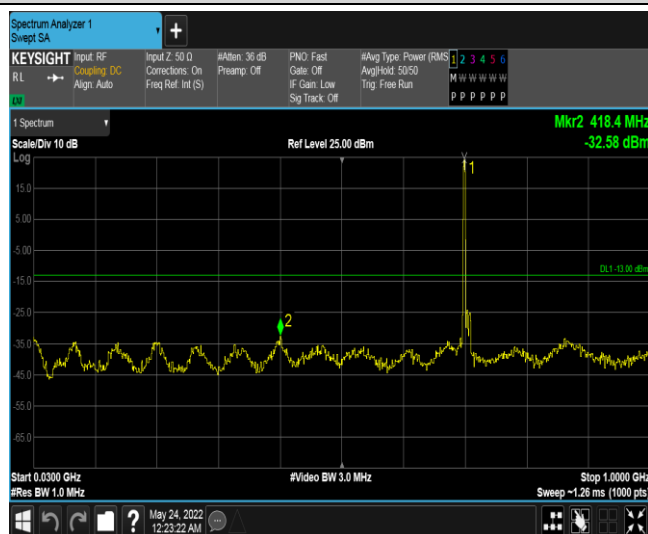 Spectrum Analyzer 1
Swept SA
+
KEYSIGHT
RL
LXI
Input: RF
Coupling: DC
Align: Auto
Input Z: 50 Ω
Corrections: On
Freq Ref: Int (S)
#Atten: 36 dB
Preamp: Off
PNO: Fast
Gate: Off
IF Gain: Low
Sig Track: Off
#Avg Type: Power (RMS
Avg|Hold: 50/50
Trig: Free Run
1 2 3 4 5 6
M W W W W W
P P P P P P
1 Spectrum
Mkr2 418.4 MHz
Scale/Div 10 dB
Ref Level 25.00 dBm
-32.58 dBm
Log
1
15.0
5.00
-5.00
DL1 -13.00 dBm
-15.0
-25.0
2
-35.0
-45.0
-55.0
-65.0
Start 0.0300 GHz
#Video BW 3.0 MHz
Stop 1.0000 GHz
#Res BW 1.0 MHz
Sweep ~1.26 ms (1000 pts)
?
May 24, 2022
12:23:22 AM